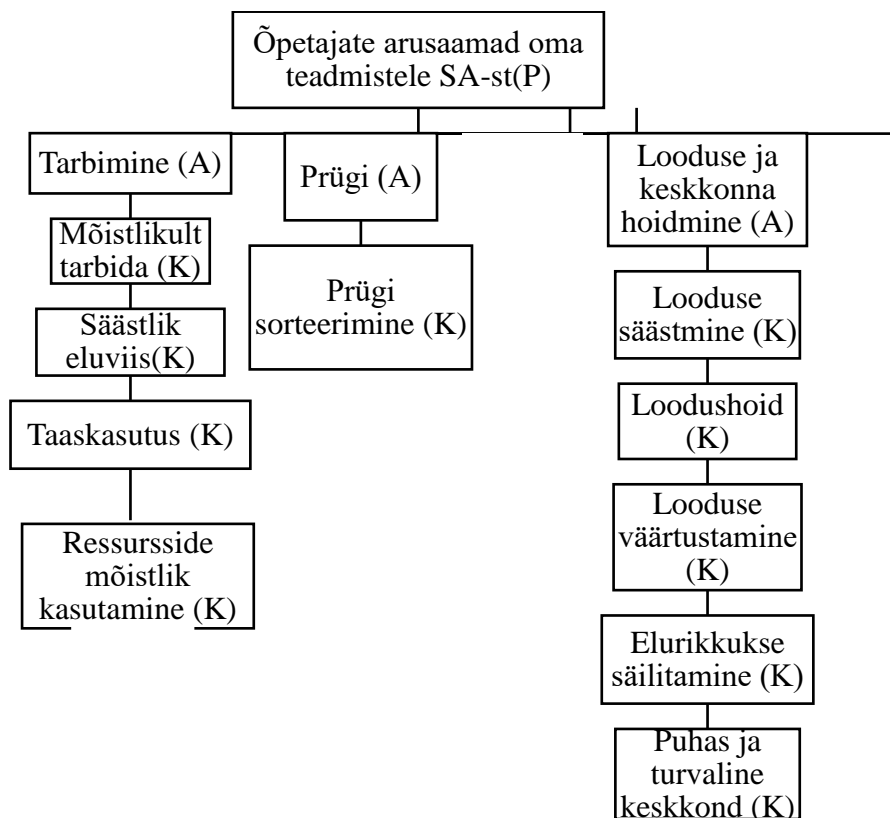 Õpetajate arusaamad oma
teadmistele SA-st(P)
Tarbimine (A)
Mõistlikult
tarbida (K)
Säästlik
eluviis(K)
Taaskasutus (K)
Ressursside
mõistlik
kasutamine (K)
Prügi (A)
Prügi
sorteerimine (K)
Looduse ja
keskkonna
hoidmine (A)
Looduse
säästmine (K)
Loodushoid
(K)
Looduse
väärtustamine
(K)
Elurikkukse
säilitamine (K)
Puhas ja
turvaline
keskkond (K)